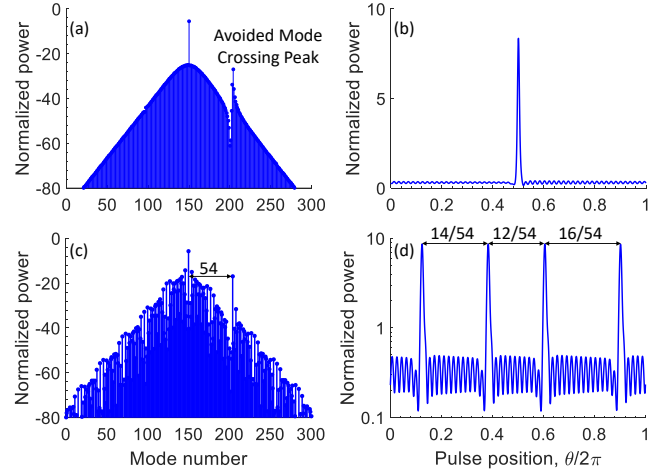 (a)
Avoided Mode
Crossing Peak
Normalized power
0
-20
-40
-60
-80
0 50 100 150 200 250 300
(b)
Normalized power
10
5
0
0 0.2 0.4 0.6 0.8 1
(c)
54
Normalized power
0
-20
-40
-60
-80
0 50 100 150 200 250 300
Mode number
(d)
14/54 12/54 16/54
Normalized power
10
1
0.1
0 0.2 0.4 0.6 0.8 1
Pulse position, θ/2π